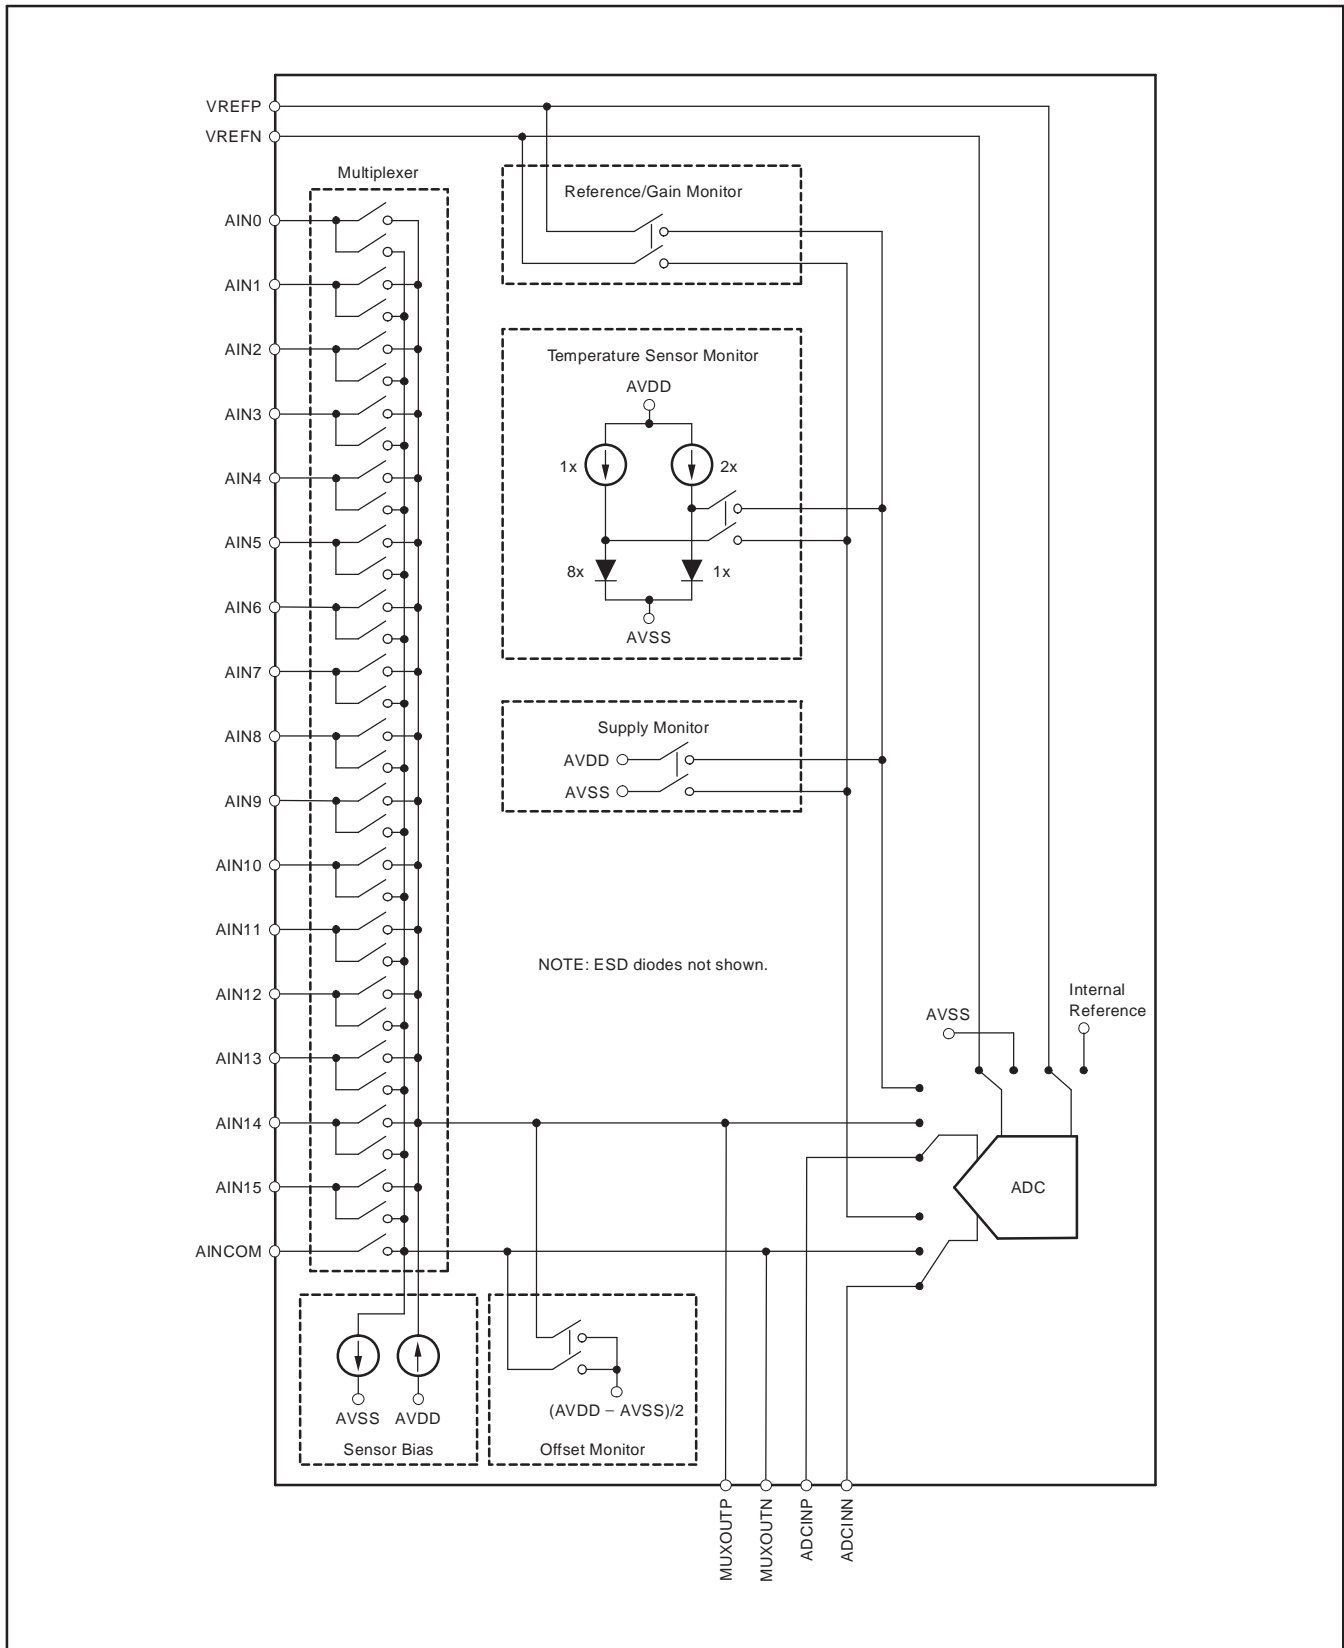 VREFP
VREFN
Multiplexer
Reference/Gain Monitor
AIN0
AIN1
AIN2
AIN3
AIN4
AIN5
AIN6
AIN7
AIN8
AIN9
AIN10
AIN11
AIN12
AIN13
AIN14
AIN15
AINCOM
Temperature Sensor Monitor
AVDD
1x
2x
8x
1x
AVSS
Supply Monitor
AVDD
AVSS
NOTE: ESD diodes not shown.
Internal
Reference
AVSS
ADC
AVSS
AVDD
Sensor Bias
(AVDD − AVSS)/2
Offset Monitor
MUXOUTP
MUXOUTN
ADCINP
ADCINN